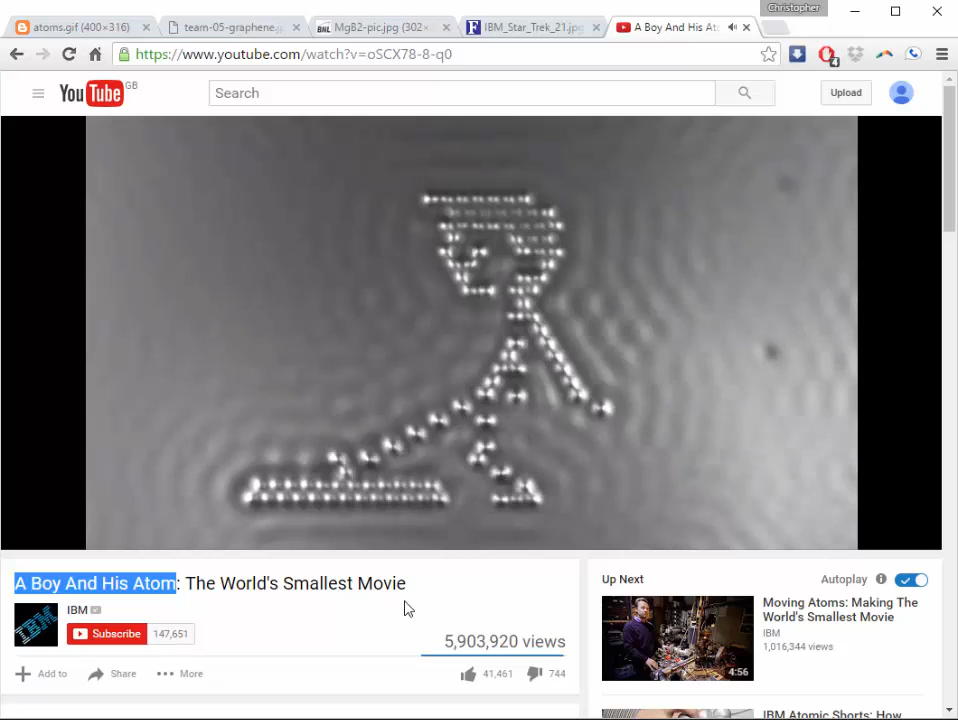 Christopher
atoms.gif (400×316)
team-05-graphene.j
MgB2-pic.jpg (302×
IBM_Star_Trek_21.jpg
A Boy And His Ato
https://www.youtube.com/watch?v=oSCX78-8-q0
4
YouTube GB
Search
Upload
A Boy And His Atom: The World's Smallest Movie
IBM
IBM
Subscribe 147,651
5,903,920 views
Add to
Share
More
41,461
744
Up Next
Autoplay
Moving Atoms: Making The
World's Smallest Movie
IBM
1,016,344 views
4:56
IBM Atomic Shorts: How